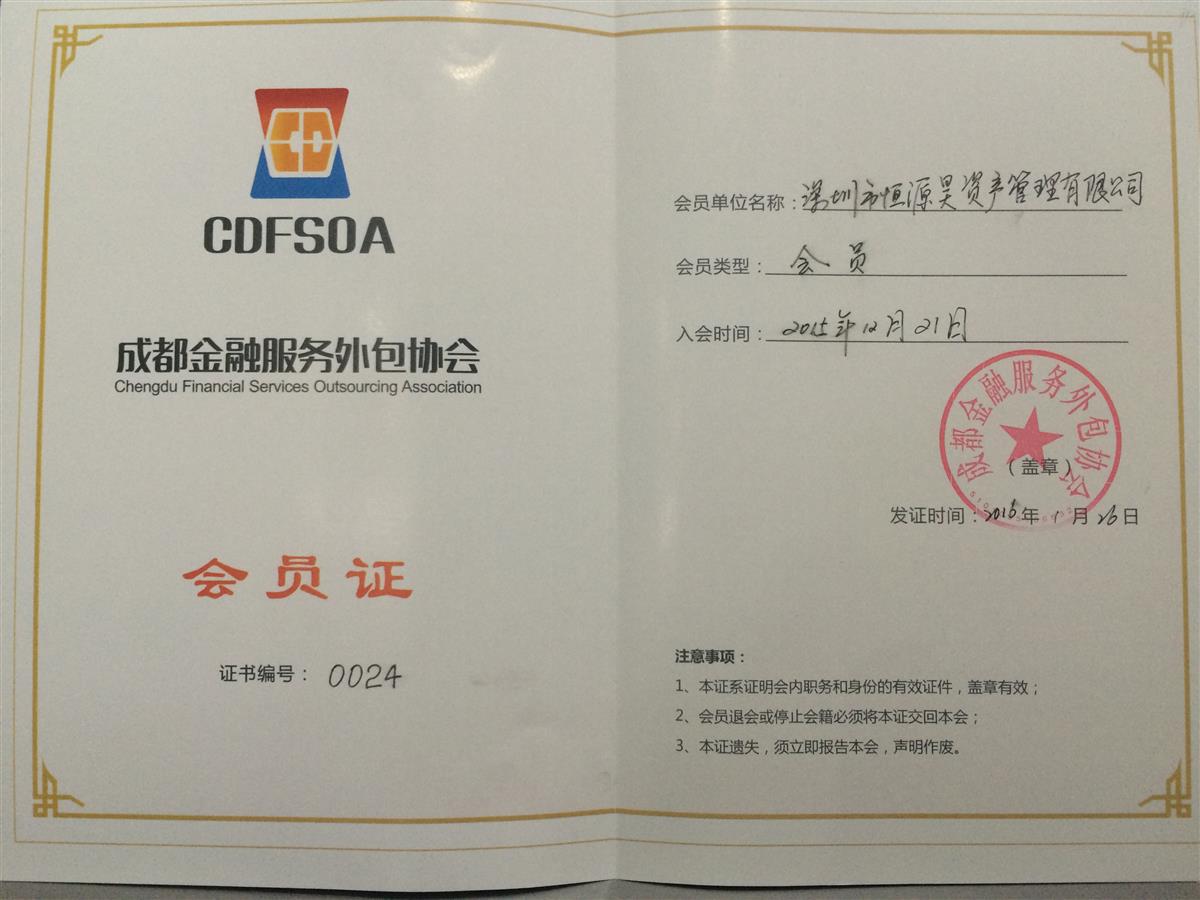 CDFSOA
成都金融服务外包协会
Chengdu Financial Services Outsourcing Association
会员证
证书编号： 0024
会员单位名称：深圳市恒源昊资产管理有限公司
会员类型：会员
入会时间：2015年12月21日
成都金融服务外包协会
（盖章）
发证时间：2016年1月26日
注意事项：
1、本证系证明会内职务和身份的有效证件，盖章有效；
2、会员退会或停止会籍必须将本证交回本会；
3、本证遗失，须立即报告本会，声明作废。